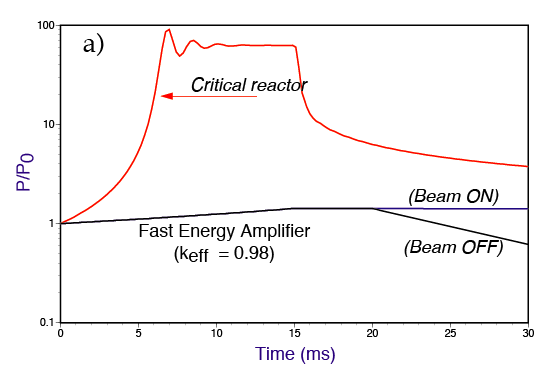 100
a)
Critical reactor
10
P/P0
(Beam ON)
1
Fast Energy Amplifier
(keff = 0.98)
(Beam OFF)
0.1
0 5 10 15 20 25 30
Time (ms)